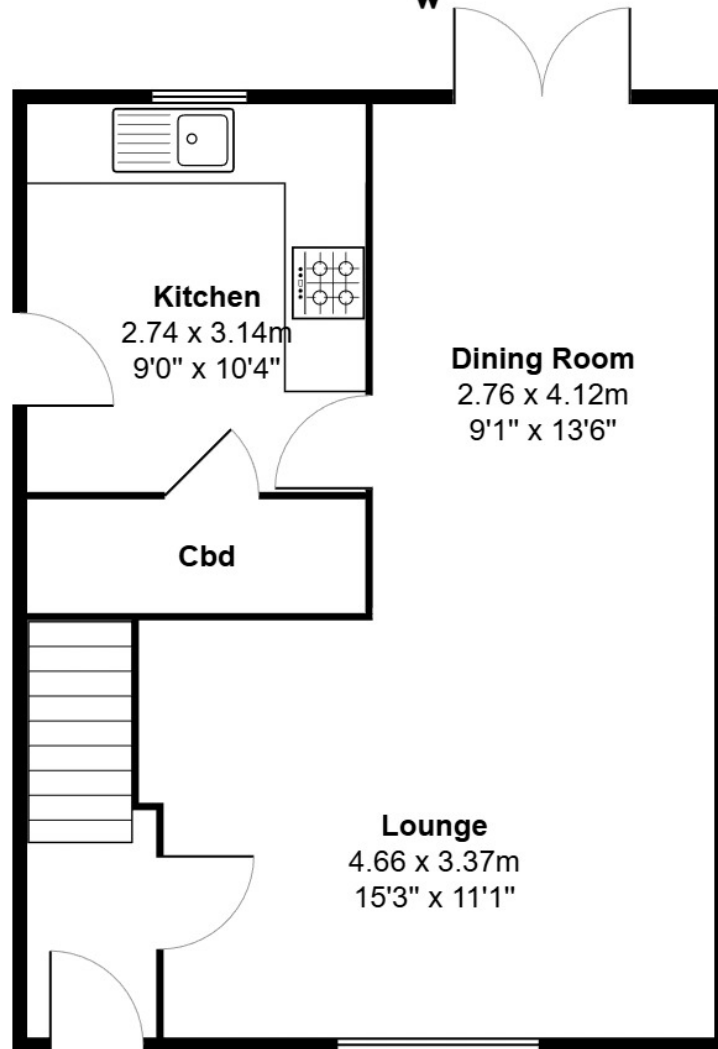 W
Kitchen
2.74 x 3.14m
9'0" x 10'4"
Dining Room
2.76 x 4.12m
9'1" x 13'6"
Cbd
Lounge
4.66 x 3.37m
15'3" x 11'1"